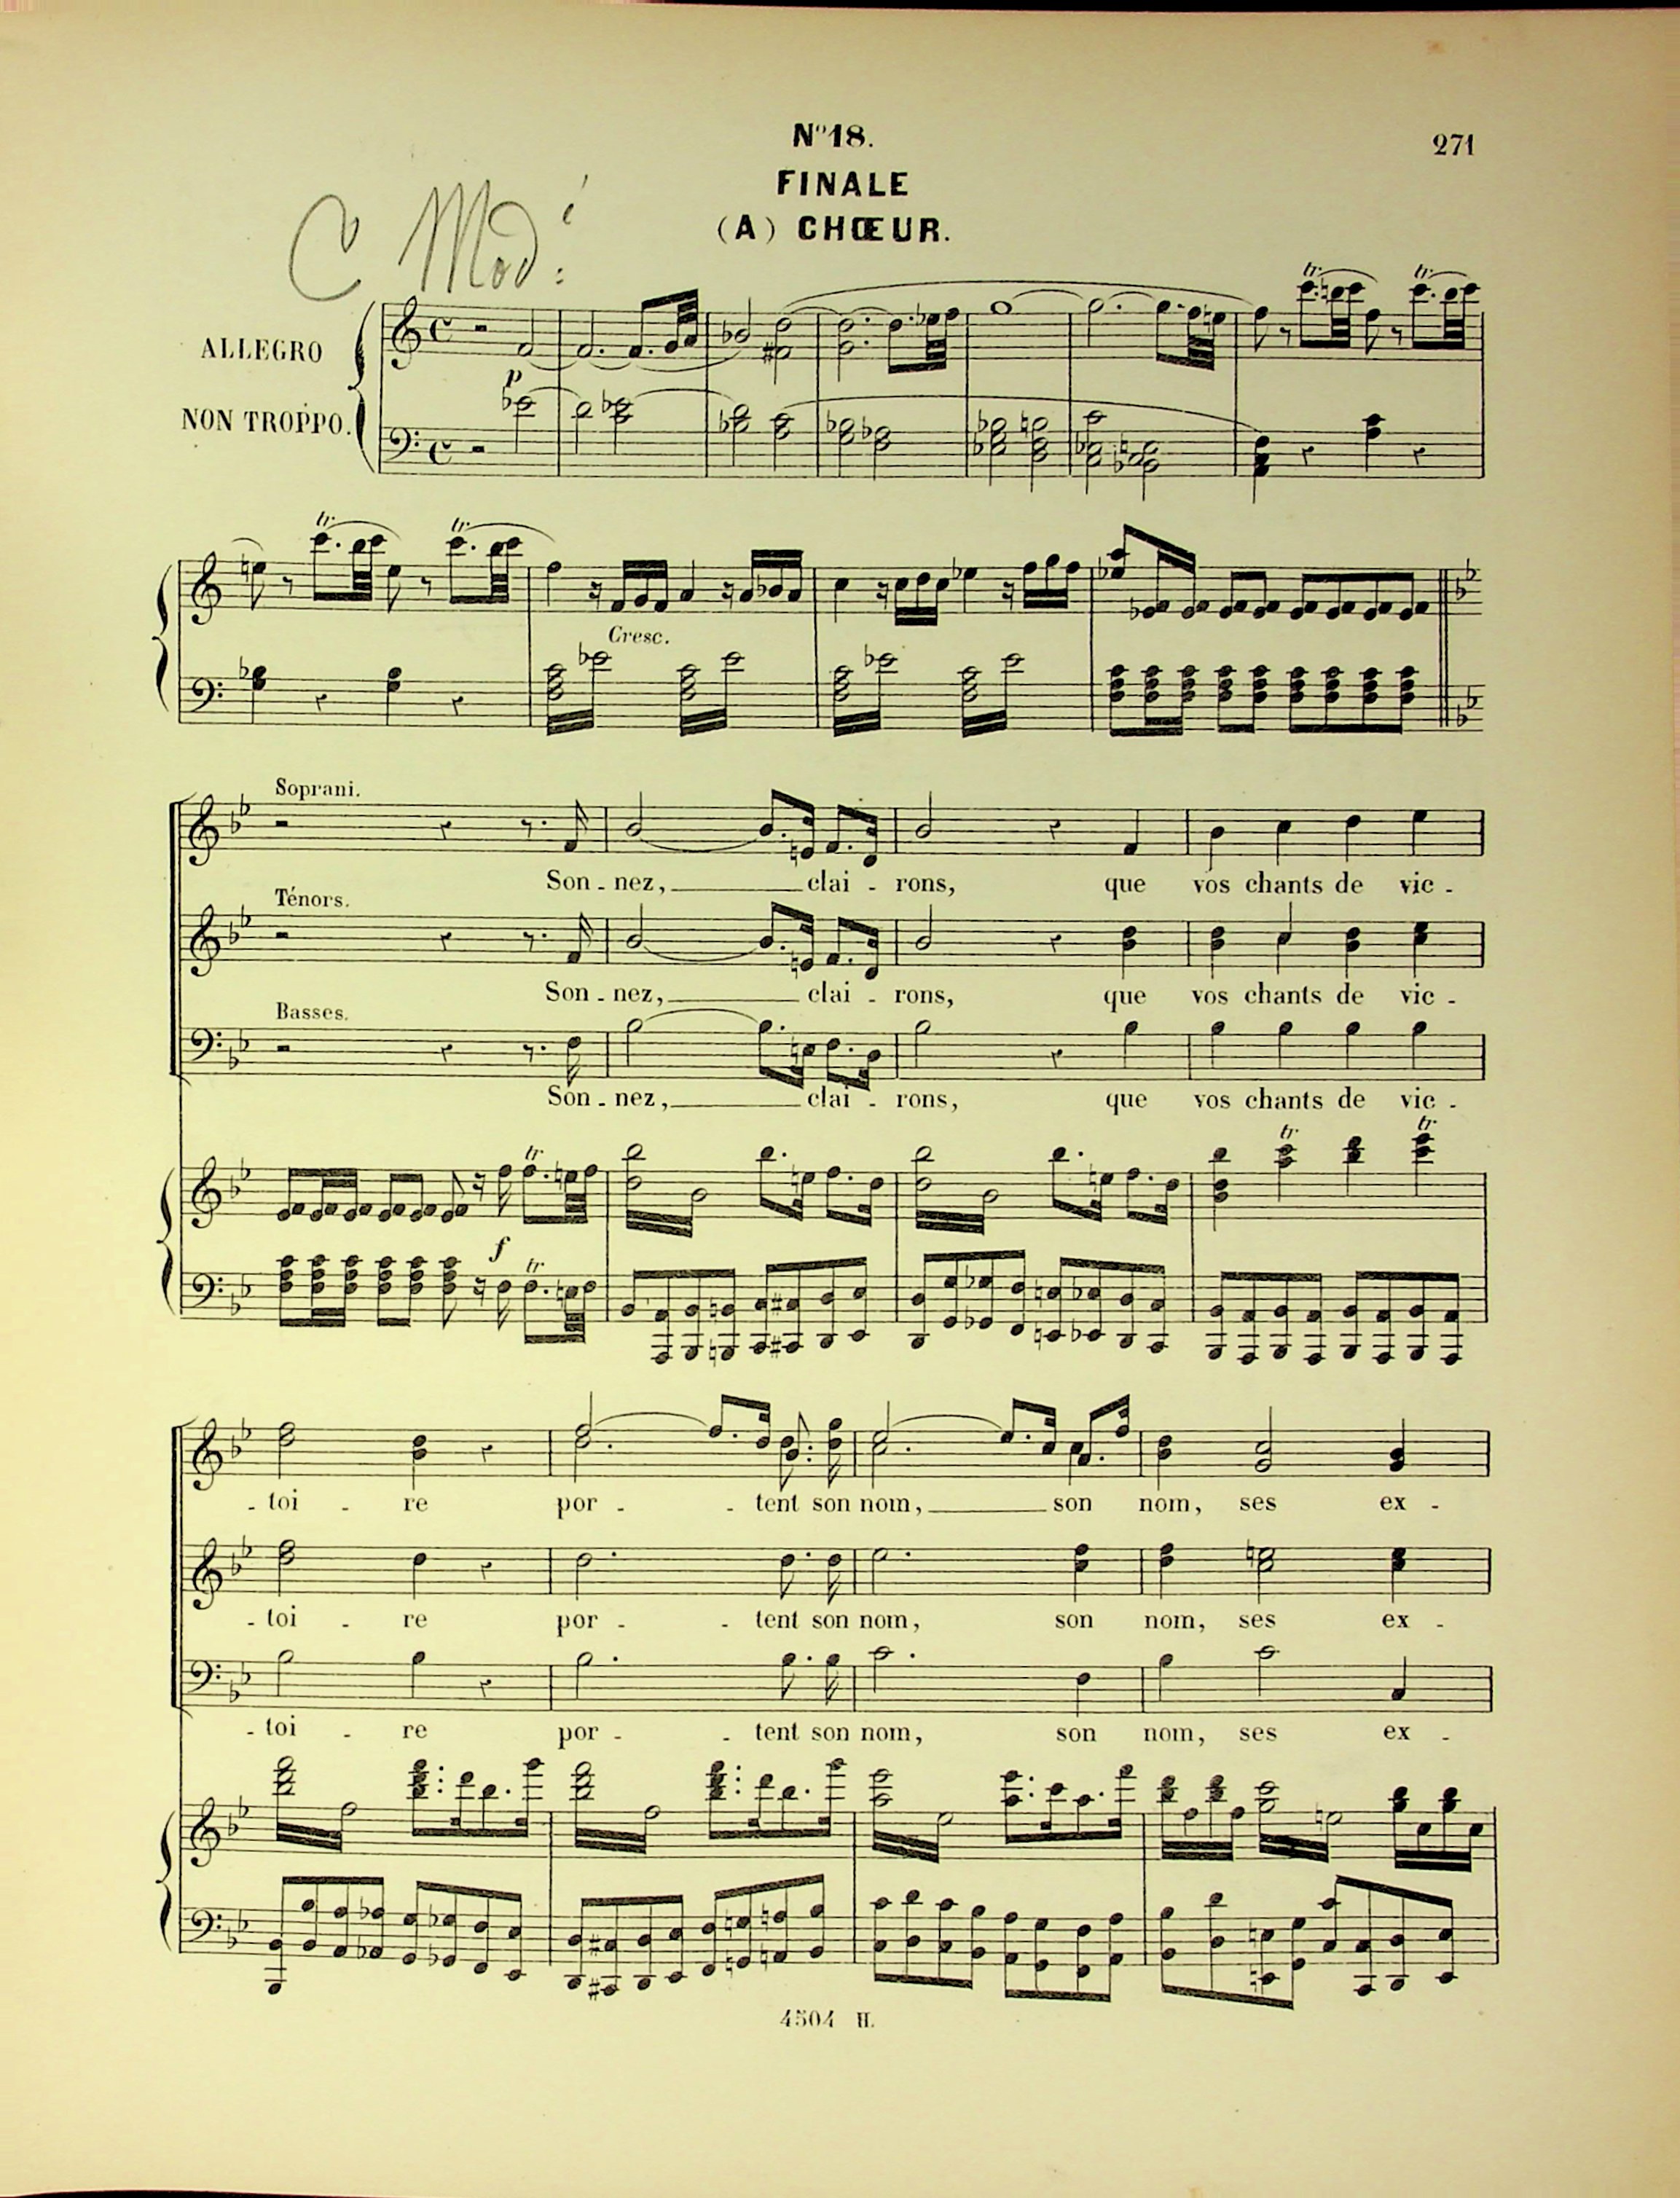 Nº 18.
271
FINALE
(A) CHŒUR.
C Mod:
ALLEGRO
NON TROPPO.
p
tr. tr.
tr. tr.
Cresc.
Soprani.
Son - nez, clai - rons, que vos chants de vic -
Ténors.
Son - nez, clai - rons, que vos chants de vic -
Basses.
Son - nez, clai - rons, que vos chants de vic -
tr. tr. tr.
f tr.
- toi - re por - - tent son nom, son nom, ses ex -
- toi - re por - - tent son nom, son nom, ses ex -
- toi - re por - - tent son nom, son nom, ses ex -
4504 H.